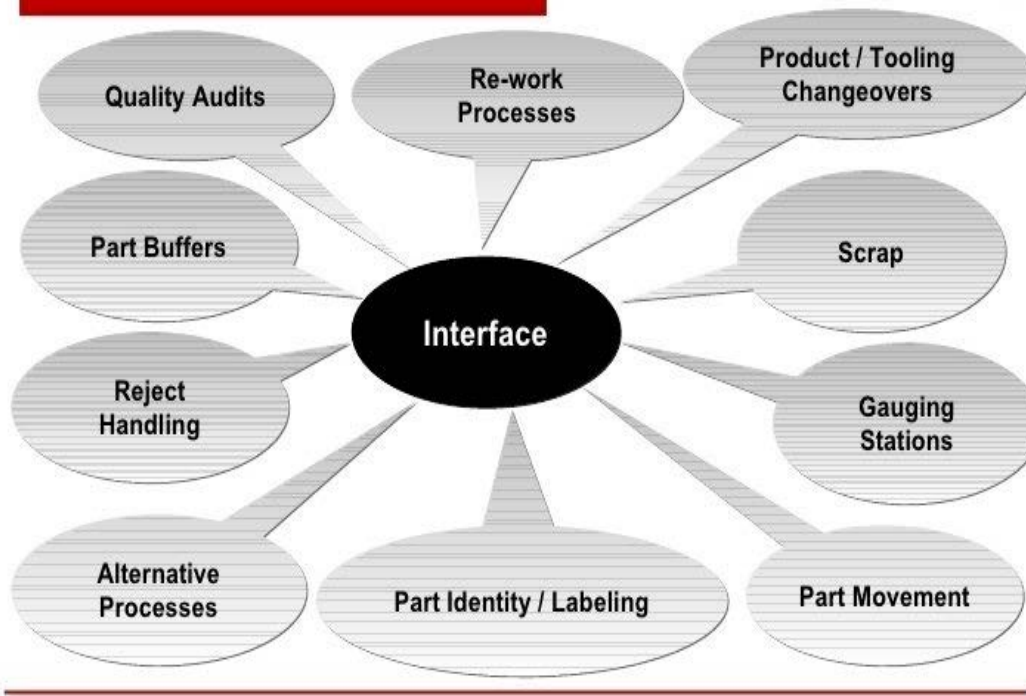 Quality Audits
Re-work
Processes
Product / Tooling
Changeovers
Part Buffers
Scrap
Interface
Reject
Handling
Gauging
Stations
Alternative
Processes
Part Identity / Labeling
Part Movement